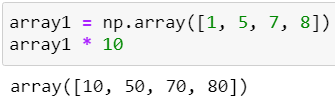 array1 = np.array([1, 5, 7, 8])
array1 * 10
array([10, 50, 70, 80])